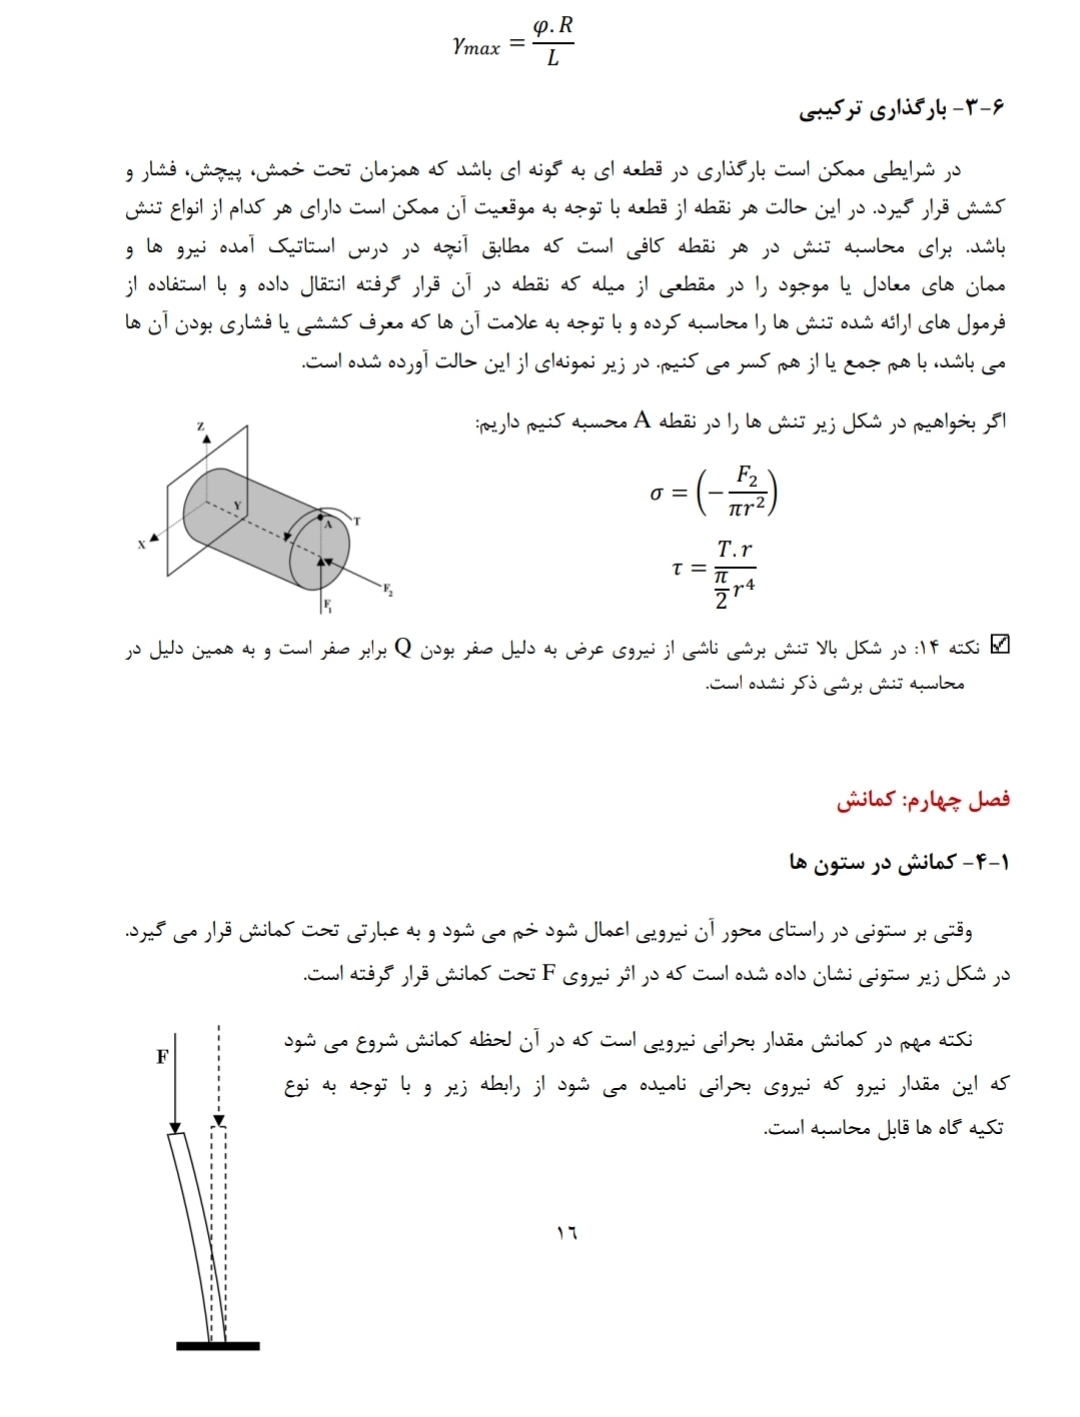 γmax = φ.R / L
۳-۶- بارگذاری ترکیبی
در شرایطی ممکن است بارگذاری در قطعه ای به گونه ای باشد که همزمان تحت خمش، پیچش، فشار و
کشش قرار گیرد. در این حالت هر نقطه از قطعه با توجه به موقعیت آن ممکن است دارای هر کدام از انواع تنش
باشد. برای محاسبه تنش در هر نقطه کافی است که مطابق آنچه در درس استاتیک آمده نیرو ها و
ممان های معادل یا موجود را در مقطعی از میله که نقطه در آن قرار گرفته انتقال داده و با استفاده از
فرمول های ارائه شده تنش ها را محاسبه کرده و با توجه به علامت آن ها که معرف کششی یا فشاری بودن آن ها
می باشد، با هم جمع یا از هم کسر می کنیم. در زیر نمونه‌ای از این حالت آورده شده است.
اگر بخواهیم در شکل زیر تنش ها را در نقطه A محسبه کنیم داریم:
σ = (− F₂ / πr²)
τ = T.r / (π/2 r⁴)
Z
Y
X
A
T
F₂
F₁
☑ نکته ۱۴: در شکل بالا تنش برشی ناشی از نیروی عرض به دلیل صفر بودن Q برابر صفر است و به همین دلیل در
محاسبه تنش برشی ذکر نشده است.
فصل چهارم: کمانش
۴-۱- کمانش در ستون ها
وقتی بر ستونی در راستای محور آن نیرویی اعمال شود خم می شود و به عبارتی تحت کمانش قرار می گیرد.
در شکل زیر ستونی نشان داده شده است که در اثر نیروی F تحت کمانش قرار گرفته است.
نکته مهم در کمانش مقدار بحرانی نیرویی است که در آن لحظه کمانش شروع می شود
که این مقدار نیرو که نیروی بحرانی نامیده می شود از رابطه زیر و با توجه به نوع
تکیه گاه ها قابل محاسبه است.
F
١٦